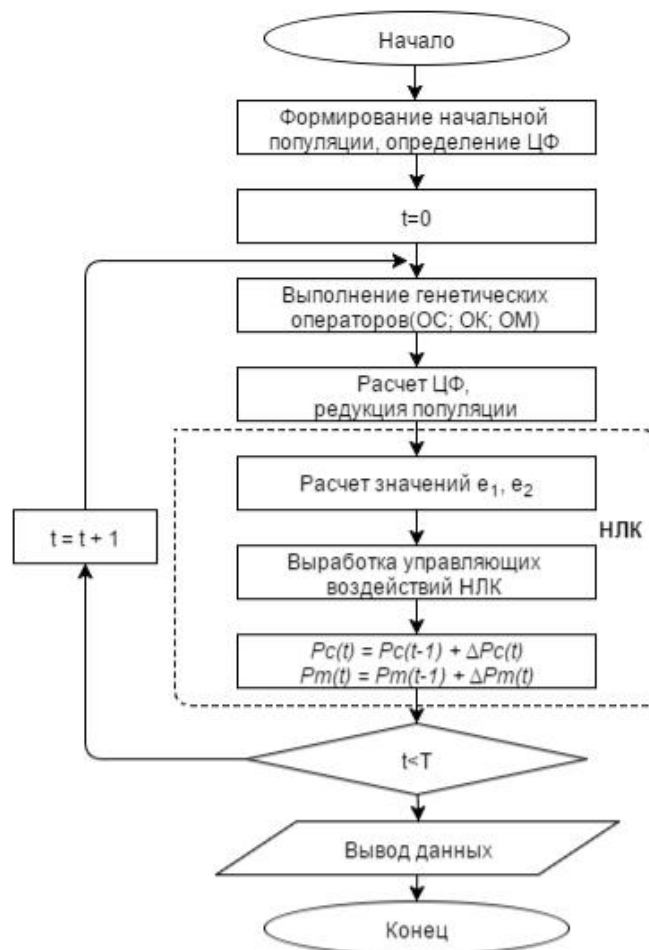 Начало
Формирование начальной
популяции, определение ЦФ
t=0
Выполнение генетических
операторов(ОС; ОК; ОМ)
Расчет ЦФ,
редукция популяции
Расчет значений e₁, e₂
НЛК
t = t + 1
Выработка управляющих
воздействий НЛК
Pc(t) = Pc(t-1) + ΔPc(t)
Pm(t) = Pm(t-1) + ΔPm(t)
t<T
Вывод данных
Конец